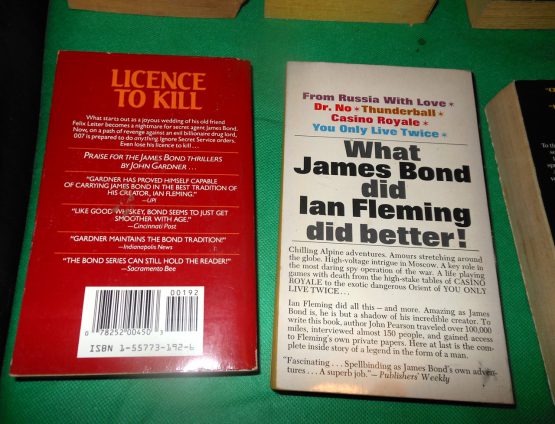 LICENCE
TO KILL
What starts out as a joyous wedding of his old friend
Felix Leiter becomes a nightmare for secret agent James Bond.
Now, on a path of revenge against an evil billionaire drug lord,
007 is prepared to do anything. Ignore Secret Service orders.
Even lose his licence to kill . . .
PRAISE FOR THE JAMES BOND THRILLERS
BY JOHN GARDNER . . .
"GARDNER HAS PROVED HIMSELF CAPABLE
OF CARRYING JAMES BOND IN THE BEST TRADITION OF
HIS CREATOR, IAN FLEMING."
—UPI
"LIKE GOOD WHISKEY, BOND SEEMS TO JUST GET
SMOOTHER WITH AGE."
—Cincinnati Post
"GARDNER MAINTAINS THE BOND TRADITION!"
—Indianapolis News
"THE BOND SERIES CAN STILL HOLD THE READER!"
—Sacramento Bee
00192
0 78252 00450 3
ISBN 1-55773-192-6
From Russia With Love *
Dr. No * Thunderball *
Casino Royale *
You Only Live Twice *
What
James Bond
did
Ian Fleming
did better!
Chilling Alpine adventures. Amours stretching around
the globe. High-voltage intrigue in Moscow. A key role in
the most daring spy operation of the war. A life playing
games with death from the high-stake tables of CASINO
ROYALE to the exotic dangerous Orient of YOU ONLY
LIVE TWICE . . .
Ian Fleming did all this — and more. Amazing as James
Bond is, he is but a shadow of his incredible creator. To
write this book, author John Pearson traveled over 100,000
miles, interviewed almost 150 people, and gained access
to Fleming's own private papers. Here at last is the com-
plete inside story of a legend in the form of a man.
"Fascinating . . . Spellbinding as James Bond's own adven-
tures . . . A superb job."— Publishers' Weekly